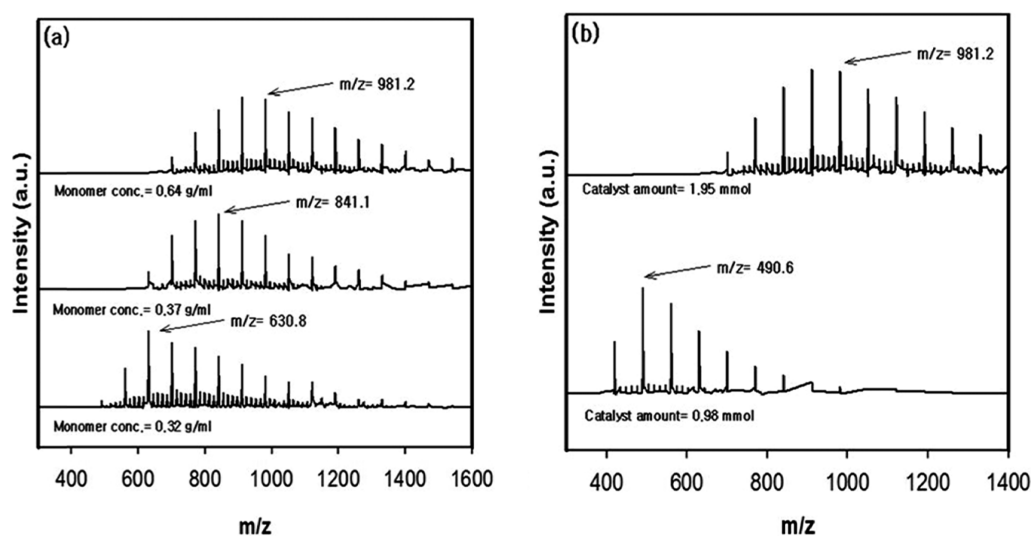 (a)
m/z= 981.2
Monomer conc.= 0.64 g/ml
m/z= 841.1
Monomer conc.= 0.37 g/ml
m/z= 630.8
Monomer conc.= 0.32 g/ml
Intensity (a.u.)
400 600 800 1000 1200 1400 1600
m/z
(b)
m/z= 981.2
Catalyst amount= 1.95 mmol
m/z= 490.6
Catalyst amount= 0.98 mmol
Intensity (a.u.)
400 600 800 1000 1200 1400
m/z